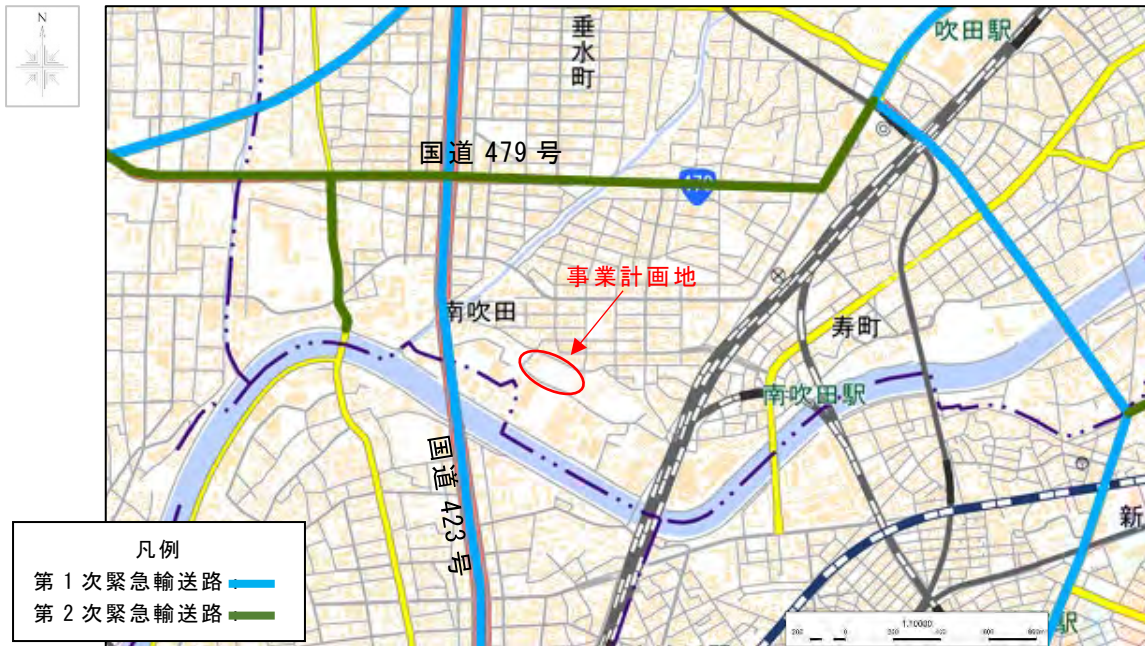 N
垂水町
吹田駅
国道 479 号
479
事業計画地
南吹田
寿町
南吹田駅
国道 423 号
新
凡例
第 1 次緊急輸送路
第 2 次緊急輸送路
1:10000
駅